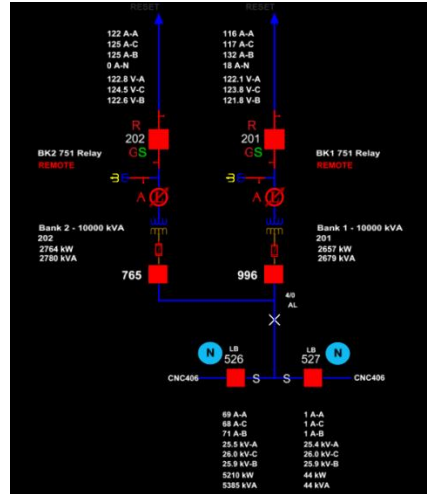 RESET
RESET
122 A-A
125 A-C
125 A-B
0 A-N
122.8 V-A
124.5 V-C
122.6 V-B
116 A-A
117 A-C
132 A-B
18 A-N
122.1 V-A
123.8 V-C
121.8 V-B
R
202
GS
R
201
GS
BK2 751 Relay
REMOTE
BK1 751 Relay
REMOTE
A
A
Bank 2 - 10000 kVA
202
2764 kW
2780 kVA
Bank 1 - 10000 kVA
201
2657 kW
2679 kVA
765
996
4/0
AL
N
LB
526
LB
527
N
CNC406
S
S
CNC406
69 A-A
68 A-C
71 A-B
25.5 kV-A
26.0 kV-C
25.9 kV-B
5210 kW
5385 kVA
1 A-A
1 A-C
1 A-B
25.4 kV-A
26.0 kV-C
25.9 kV-B
44 kW
44 kVA